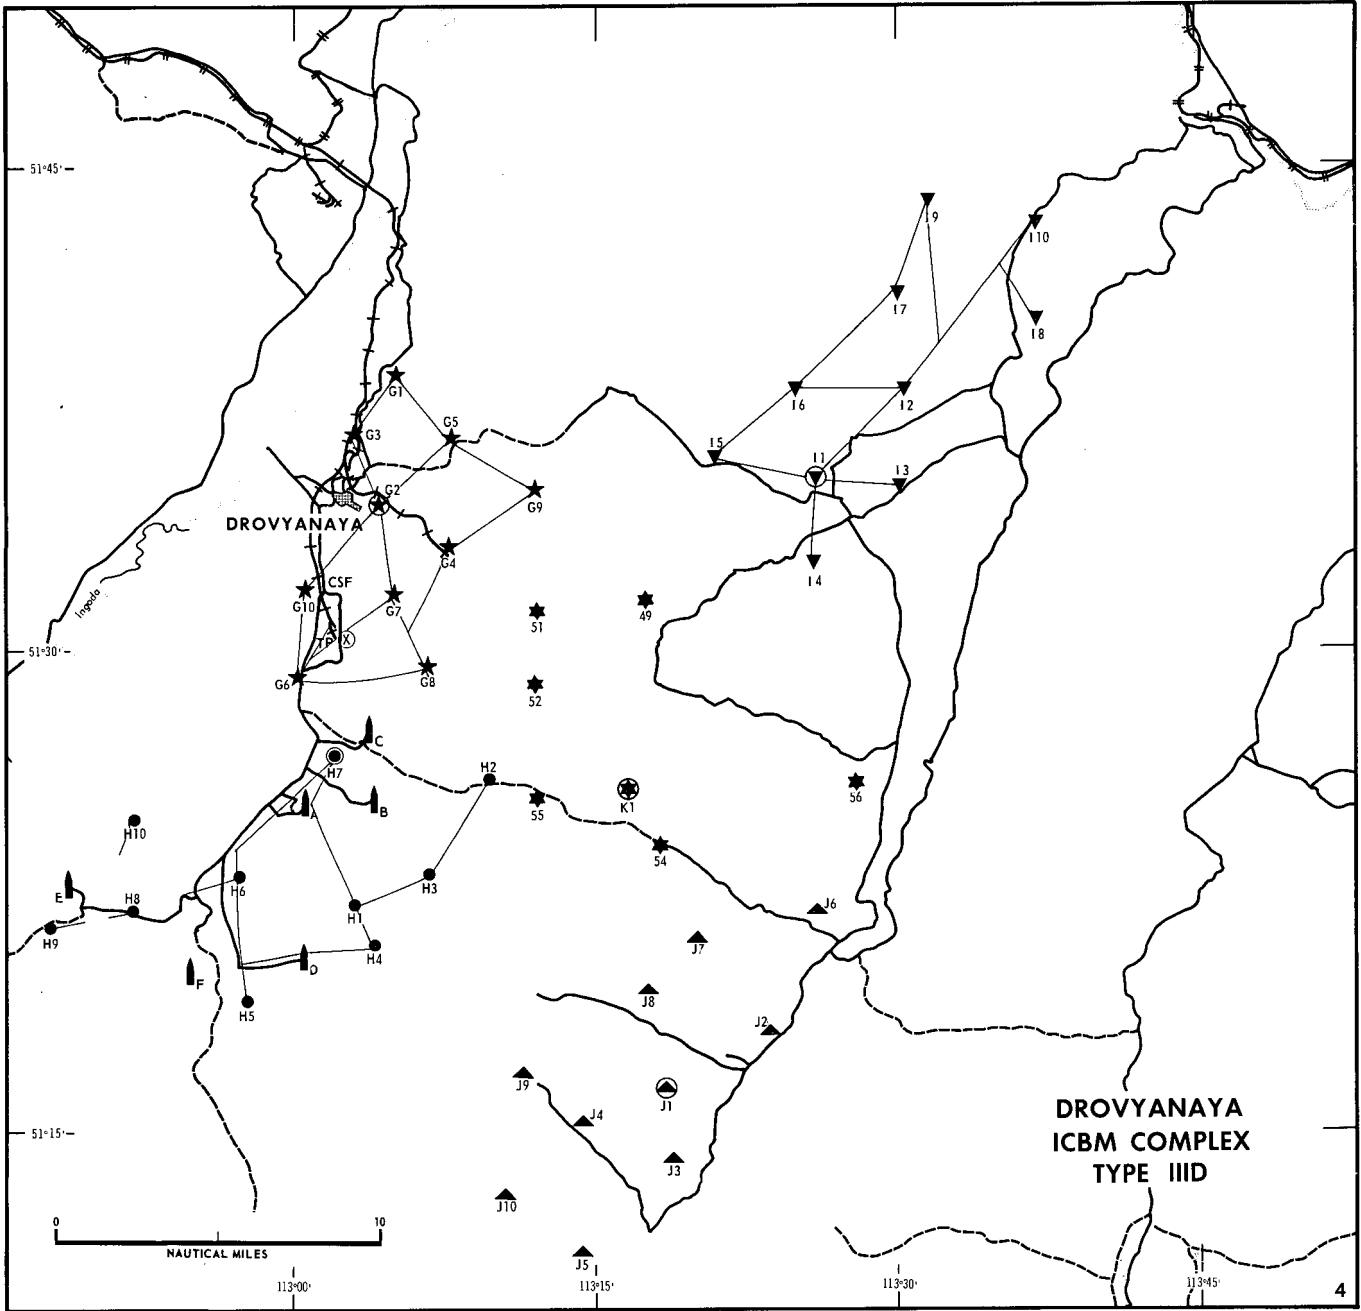 51°45'
I9
I10
I7
I8
G1
I6
I2
G3
G5
I5
I1
I3
G2
G9
DROVYANAYA
G4
I4
CSF
G10
G7
Ingoda
51
49
TP
X
51°30'
G6
G8
52
C
H7
H2
A
B
55
K1
56
H10
54
E
H6
H3
H8
H1
J6
H9
H4
J7
D
F
H5
J8
J2
J9
J1
DROVYANAYA
ICBM COMPLEX
TYPE IIID
J4
51°15'
J3
J10
0
10
NAUTICAL MILES
J5
113°00'
113°15'
113°30'
113°45'
4